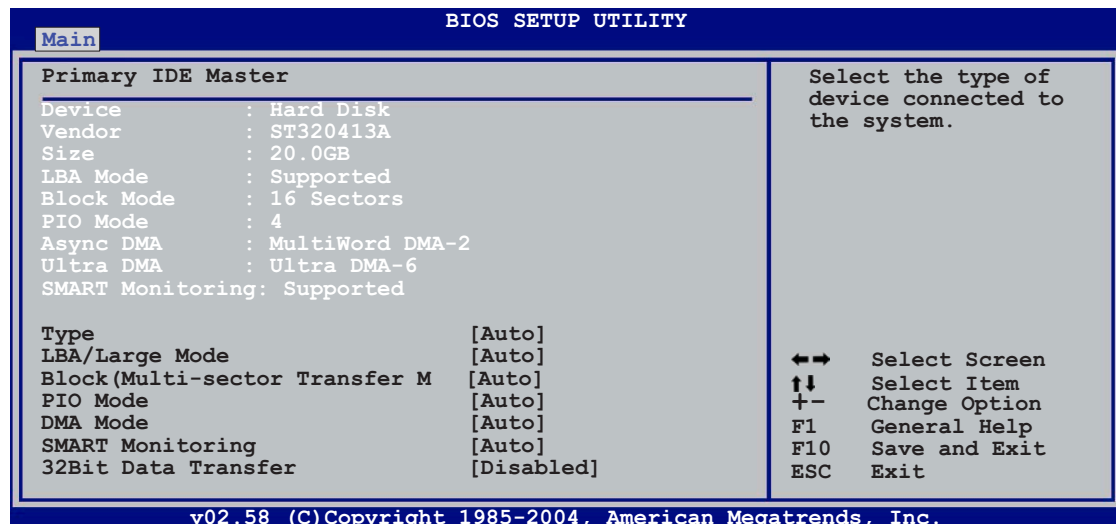 BIOS SETUP UTILITY
Main
Primary IDE Master
Device : Hard Disk
Vendor : ST320413A
Size : 20.0GB
LBA Mode : Supported
Block Mode : 16 Sectors
PIO Mode : 4
Async DMA : MultiWord DMA-2
Ultra DMA : Ultra DMA-6
SMART Monitoring: Supported
Type [Auto]
LBA/Large Mode [Auto]
Block(Multi-sector Transfer M [Auto]
PIO Mode [Auto]
DMA Mode [Auto]
SMART Monitoring [Auto]
32Bit Data Transfer [Disabled]
Select the type of
device connected to
the system.
←→ Select Screen
↑↓ Select Item
+- Change Option
F1 General Help
F10 Save and Exit
ESC Exit
v02.58 (C)Copyright 1985-2004, American Megatrends, Inc.